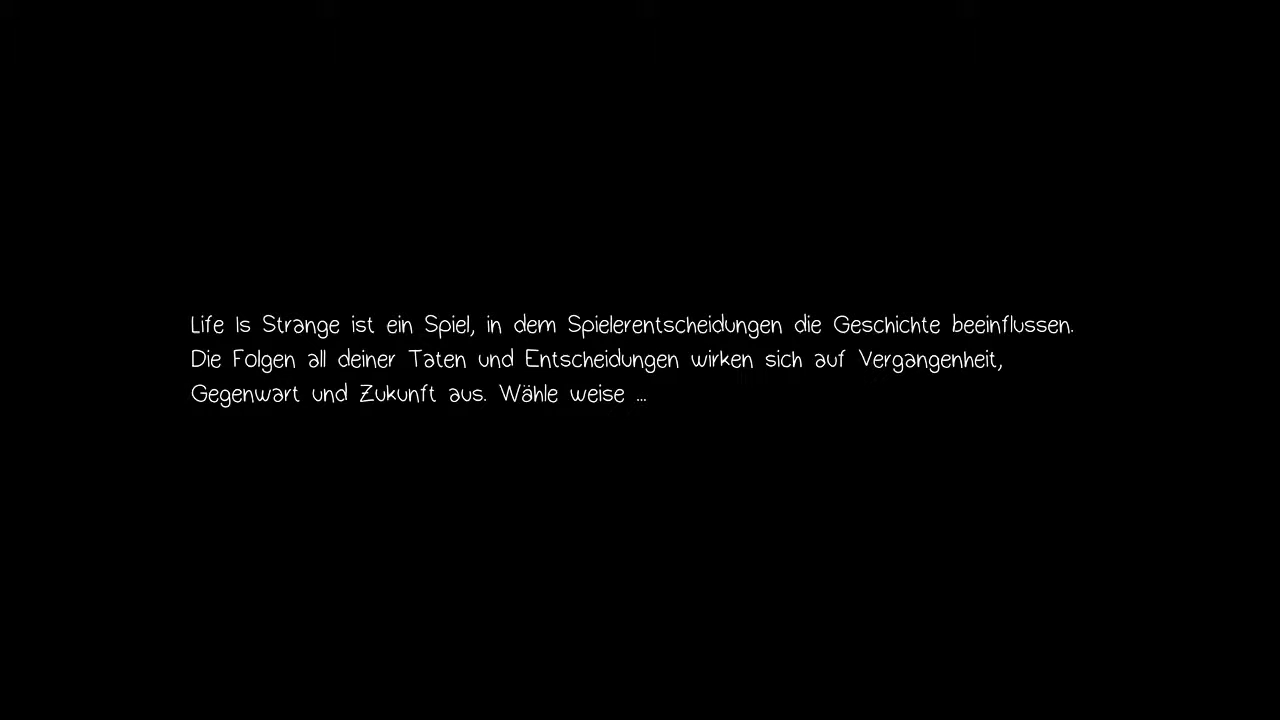 Life Is Strange ist ein Spiel, in dem Spielerentscheidungen die Geschichte beeinflussen.
Die Folgen all deiner Taten und Entscheidungen wirken sich auf Vergangenheit,
Gegenwart und Zukunft aus. Wähle weise ...